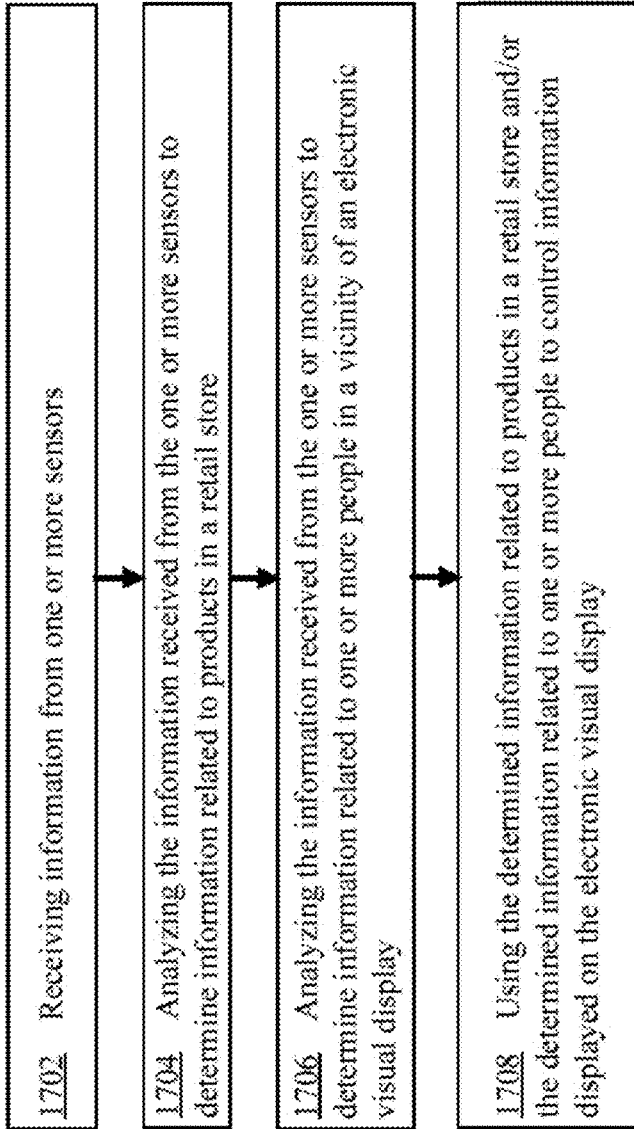 1702 Receiving information from one or more sensors
1704 Analyzing the information received from the one or more sensors to
determine information related to products in a retail store
1706 Analyzing the information received from the one or more sensors to
determine information related to one or more people in a vicinity of an electronic
visual display
1708 Using the determined information related to products in a retail store and/or
the determined information related to one or more people to control information
displayed on the electronic visual display